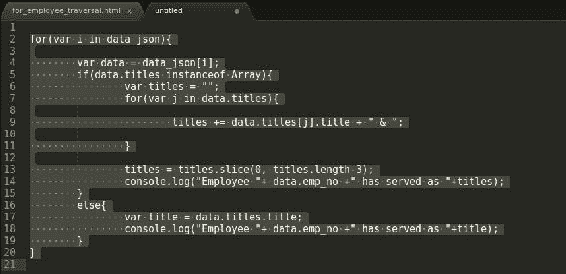 for_employee_traversal.html × untitled
1
2 for(var i in data_json){
3
4 var data = data_json[i];
5 if(data.titles instanceof Array){
6 var titles = "";
7 for(var j in data.titles){
8
9 titles += data.titles[j].title + " & ";
10
11 }
12
13 titles = titles.slice(0, titles.length-3);
14 console.log("Employee "+ data.emp_no +" has served as "+titles);
15 }
16 else{
17 var title = data.titles.title;
18 console.log("Employee "+ data.emp_no +" has served as "+title);
19 }
20 }
21